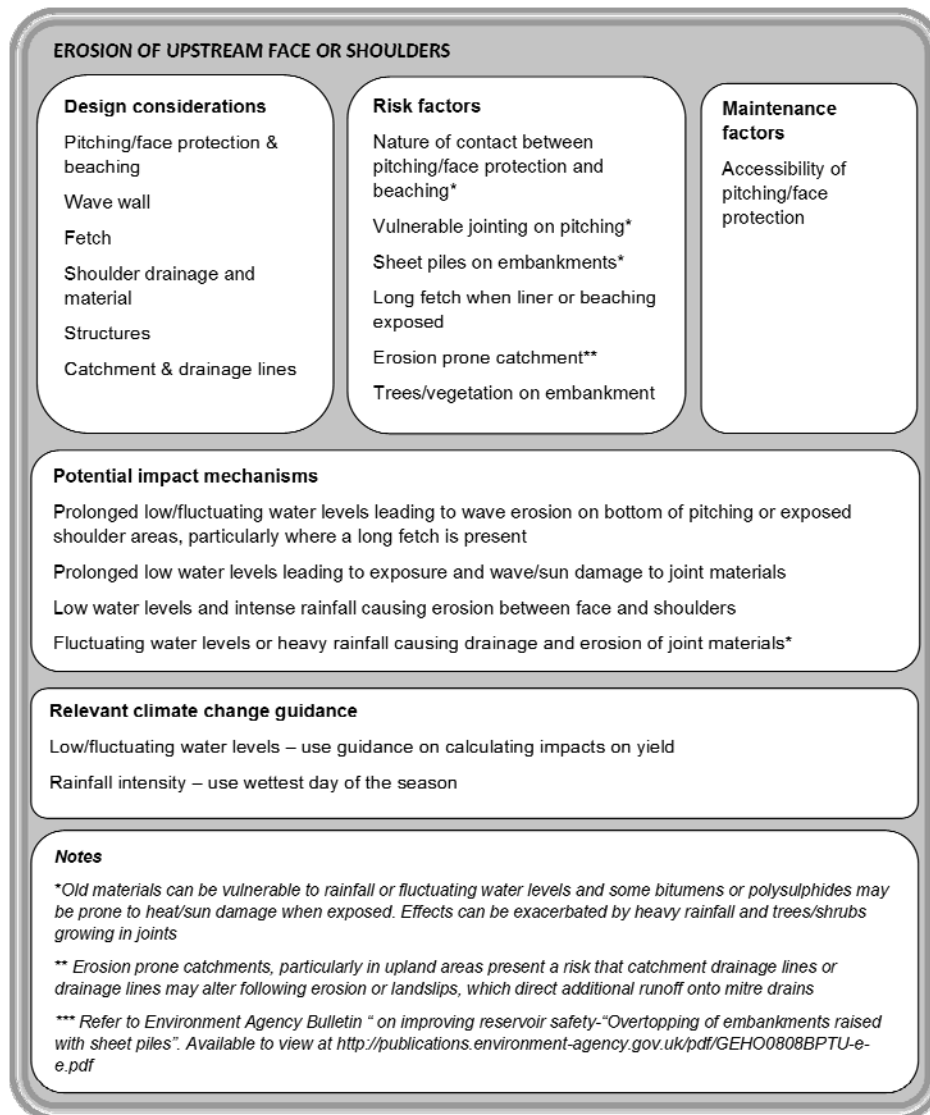 EROSION OF UPSTREAM FACE OR SHOULDERS
Design considerations
Pitching/face protection &
beaching
Wave wall
Fetch
Shoulder drainage and
material
Structures
Catchment & drainage lines
Risk factors
Nature of contact between
pitching/face protection and
beaching*
Vulnerable jointing on pitching*
Sheet piles on embankments*
Long fetch when liner or beaching
exposed
Erosion prone catchment**
Trees/vegetation on embankment
Maintenance
factors
Accessibility of
pitching/face
protection
Potential impact mechanisms
Prolonged low/fluctuating water levels leading to wave erosion on bottom of pitching or exposed
shoulder areas, particularly where a long fetch is present
Prolonged low water levels leading to exposure and wave/sun damage to joint materials
Low water levels and intense rainfall causing erosion between face and shoulders
Fluctuating water levels or heavy rainfall causing drainage and erosion of joint materials*
Relevant climate change guidance
Low/fluctuating water levels – use guidance on calculating impacts on yield
Rainfall intensity – use wettest day of the season
Notes
*Old materials can be vulnerable to rainfall or fluctuating water levels and some bitumens or polysulphides may
be prone to heat/sun damage when exposed. Effects can be exacerbated by heavy rainfall and trees/shrubs
growing in joints
** Erosion prone catchments, particularly in upland areas present a risk that catchment drainage lines or
drainage lines may alter following erosion or landslips, which direct additional runoff onto mitre drains
*** Refer to Environment Agency Bulletin “ on improving reservoir safety-“Overtopping of embankments raised
with sheet piles”. Available to view at http://publications.environment-agency.gov.uk/pdf/GEHO0808BPTU-e-
e.pdf